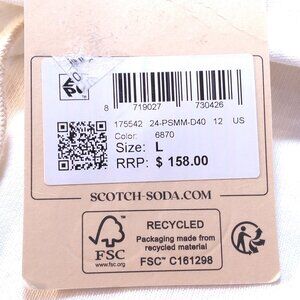 8 719027 730426
175542 24-PSMM-D40 12 US
Color: 6870
Size: L
RRP: $ 158.00
SCOTCH-SODA.COM
FSC
www.fsc.org
RECYCLED
Packaging made from
recycled material
FSC™ C161298